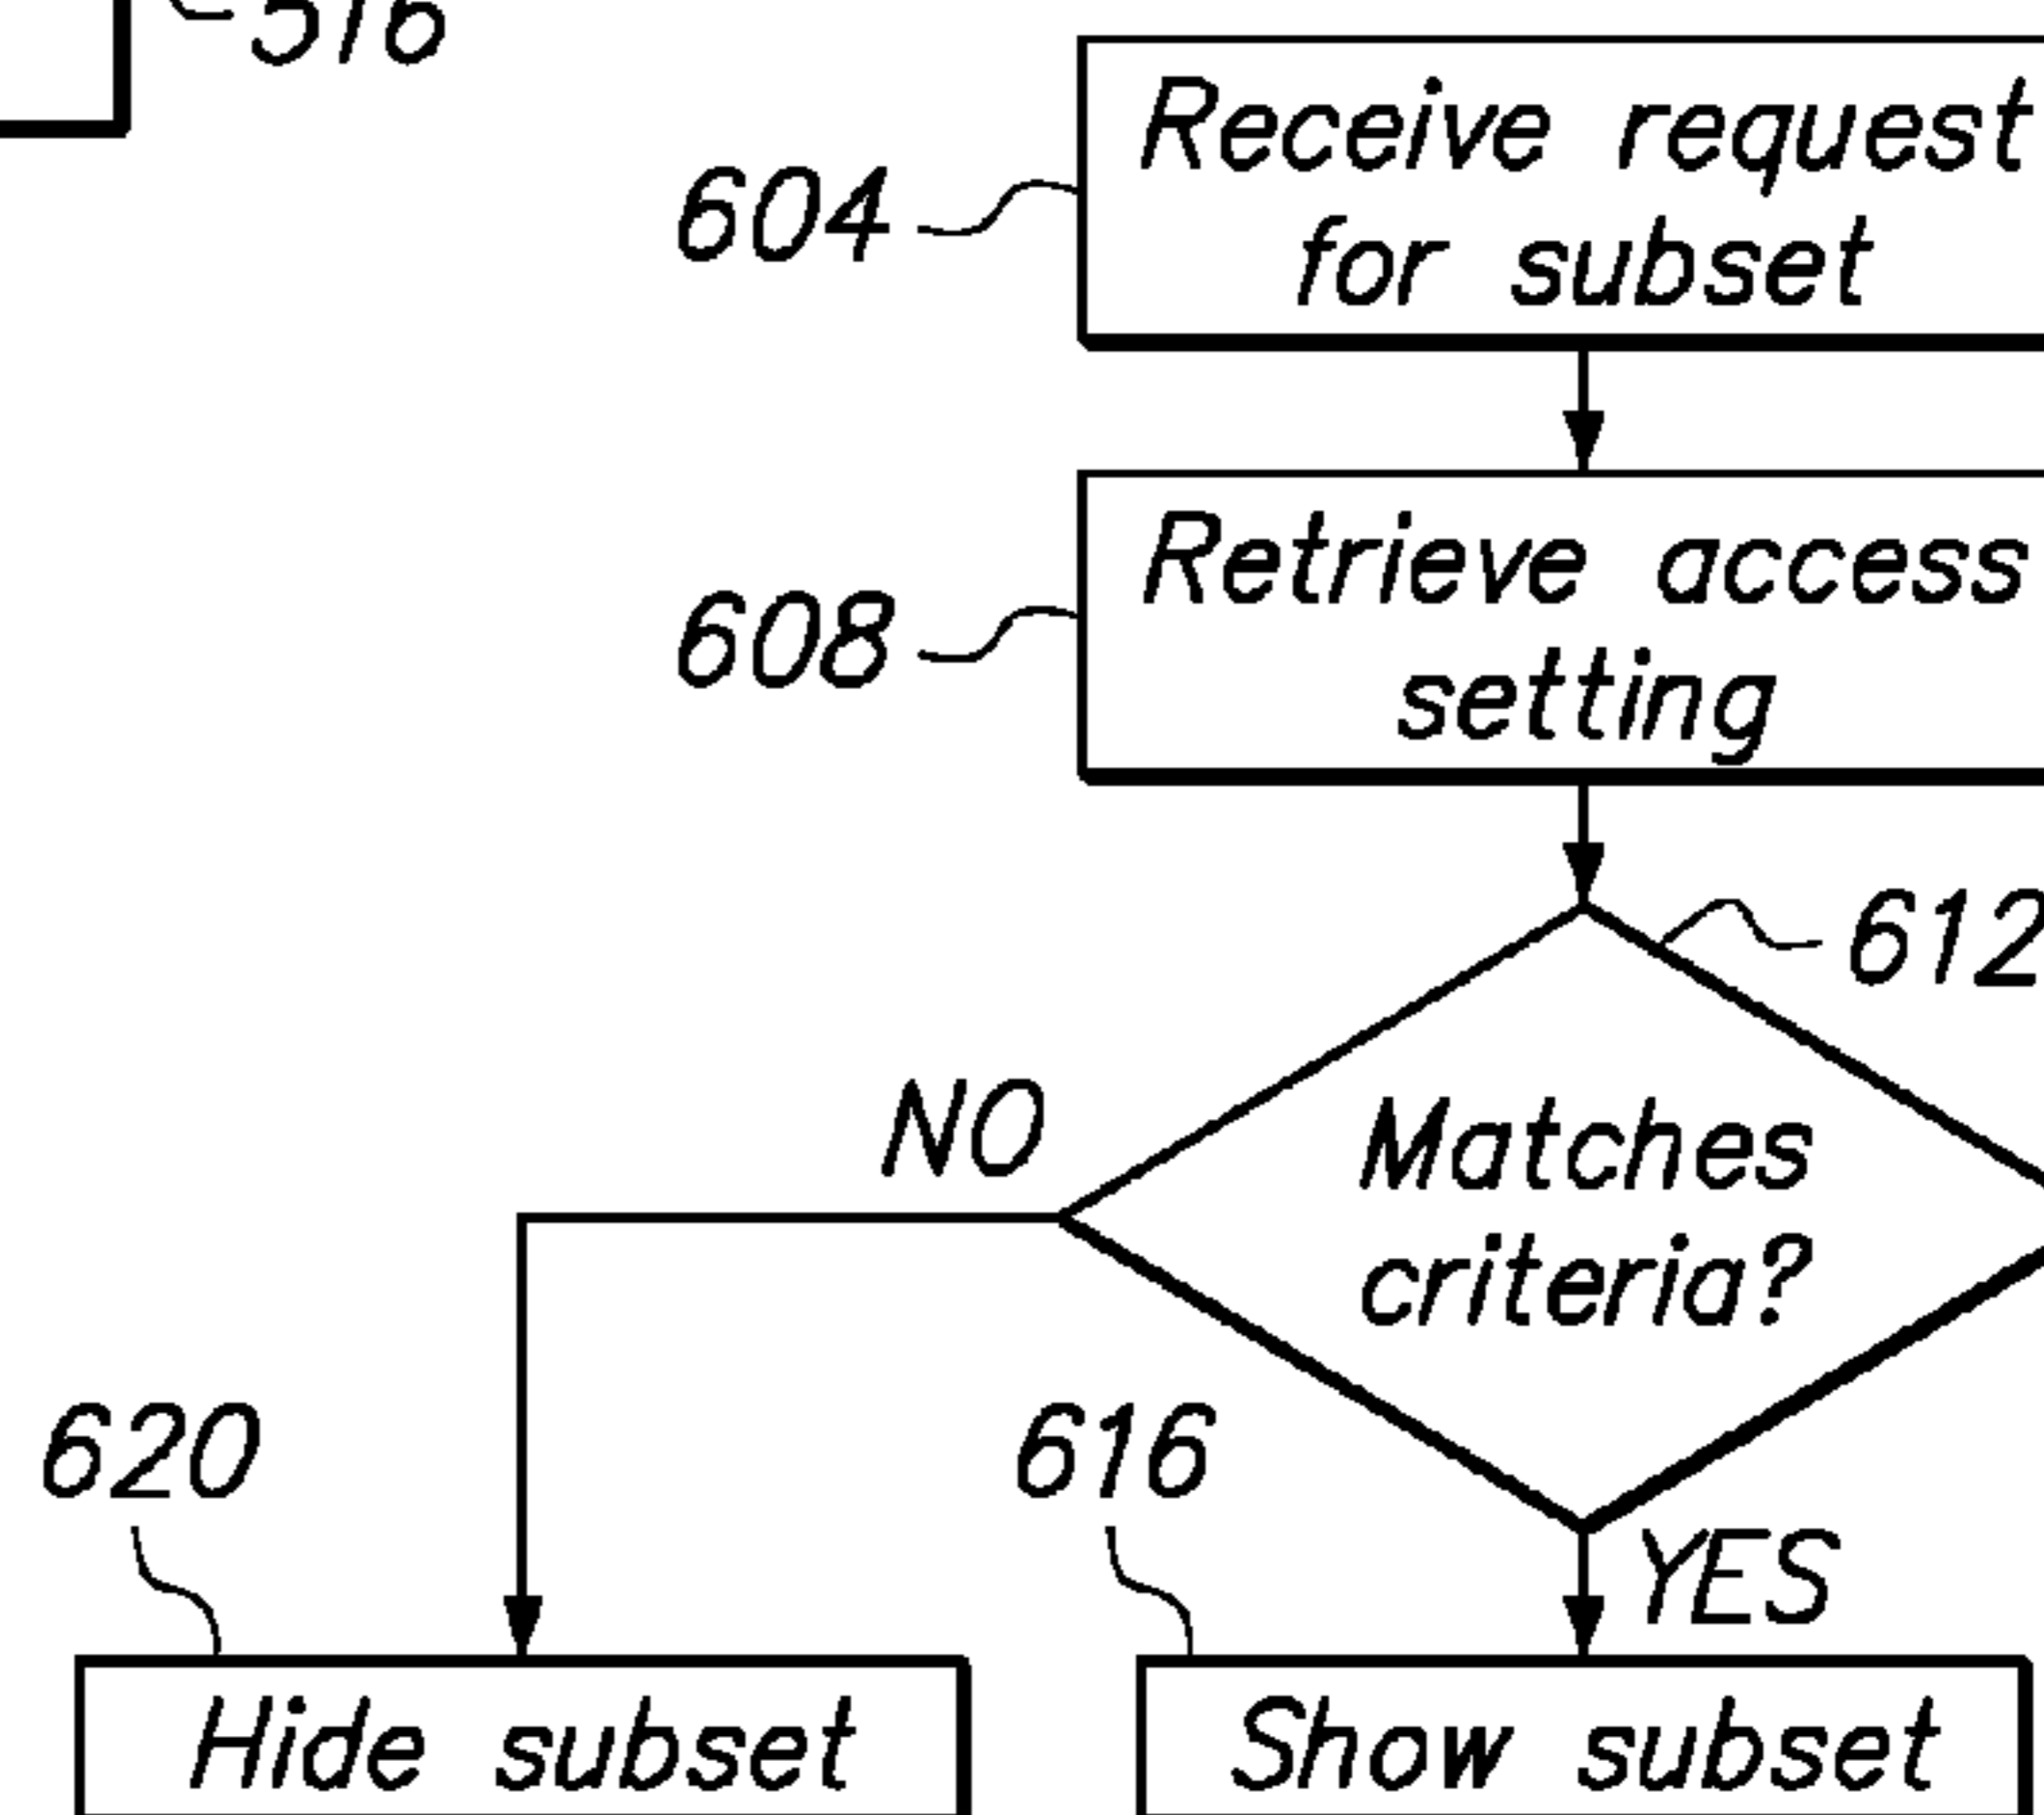 516
Receive request
for subset
604
Retrieve access
setting
608
612
Matches
criteria?
NO
YES
620
616
Hide subset
Show subset